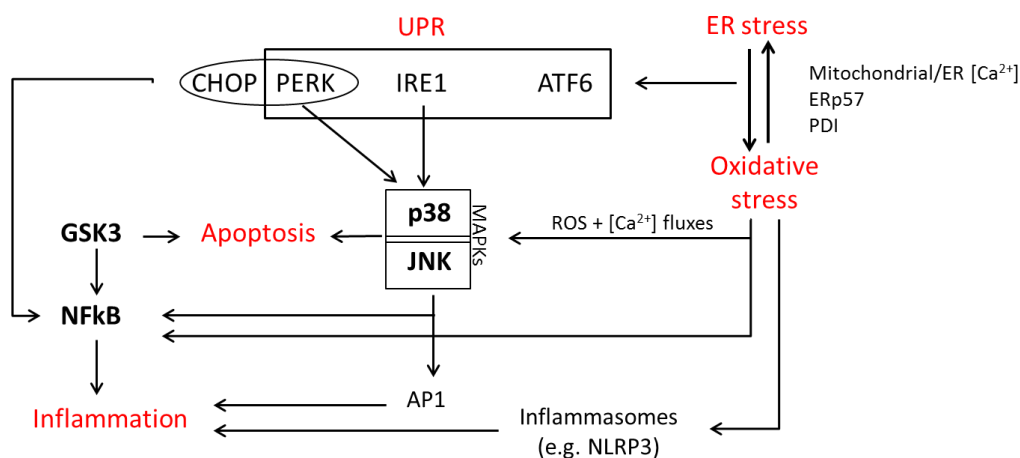 UPR
ER stress
CHOP
PERK
IRE1
ATF6
Mitochondrial/ER [Ca²⁺]
ERp57
PDI
Oxidative
stress
p38
MAPKs
JNK
GSK3
Apoptosis
ROS + [Ca²⁺] fluxes
NFkB
AP1
Inflammation
Inflammasomes
(e.g. NLRP3)